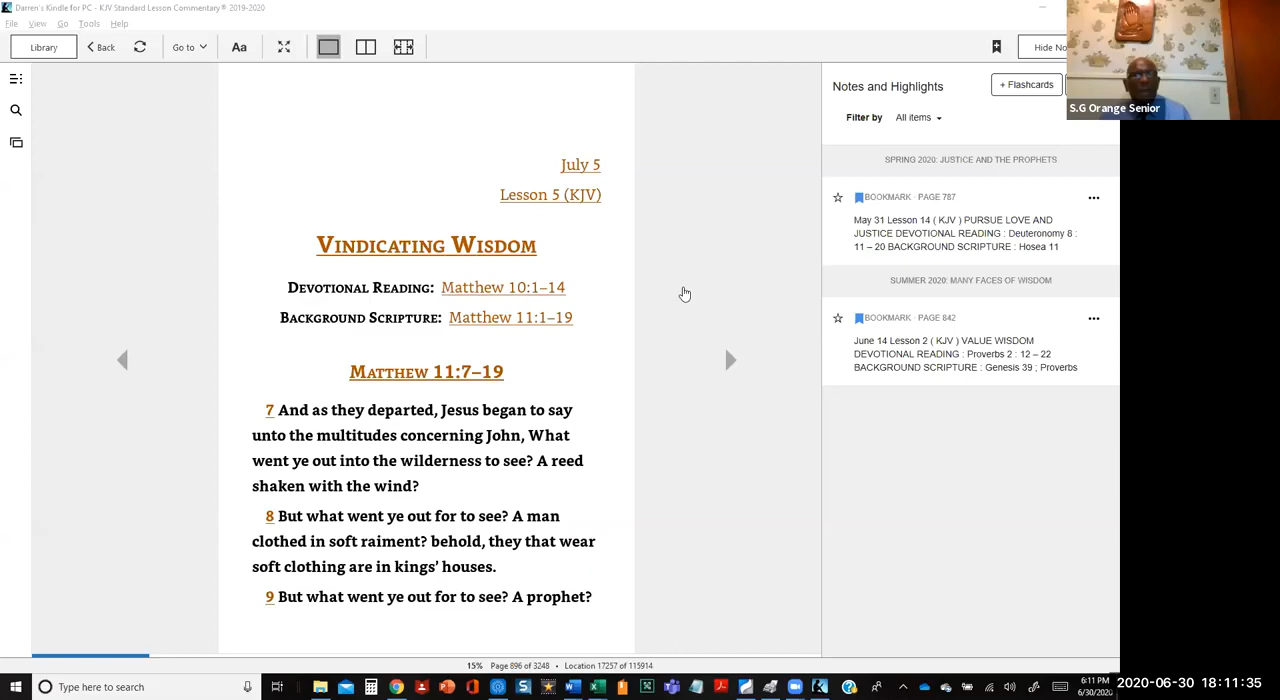 Darren's Kindle for PC - KJV Standard Lesson Commentary® 2019-2020
File View Go Tools Help
Library Back Go to Aa Hide No
S.G Orange Senior
Notes and Highlights + Flashcards
Filter by All items
July 5
Lesson 5 (KJV)
VINDICATING WISDOM
DEVOTIONAL READING: Matthew 10:1–14
BACKGROUND SCRIPTURE: Matthew 11:1–19
MATTHEW 11:7–19
7 And as they departed, Jesus began to say
unto the multitudes concerning John, What
went ye out into the wilderness to see? A reed
shaken with the wind?
8 But what went ye out for to see? A man
clothed in soft raiment? behold, they that wear
soft clothing are in kings' houses.
9 But what went ye out for to see? A prophet?
SPRING 2020: JUSTICE AND THE PROPHETS
BOOKMARK · PAGE 787
May 31 Lesson 14 ( KJV ) PURSUE LOVE AND
JUSTICE DEVOTIONAL READING : Deuteronomy 8 :
11 – 20 BACKGROUND SCRIPTURE : Hosea 11
SUMMER 2020: MANY FACES OF WISDOM
BOOKMARK · PAGE 842
June 14 Lesson 2 ( KJV ) VALUE WISDOM
DEVOTIONAL READING : Proverbs 2 : 12 – 22
BACKGROUND SCRIPTURE : Genesis 39 ; Proverbs
15% Page 896 of 3248 • Location 17257 of 115914
Type here to search
6:11 PM
6/30/2020
2020-06-30 18:11:35